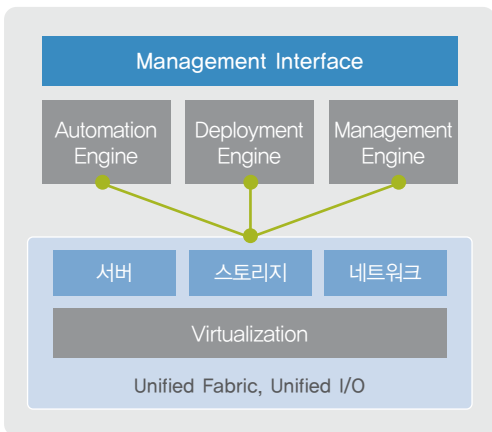 Management Interface
Automation
Engine
Deployment
Engine
Management
Engine
서버
스토리지
네트워크
Virtualization
Unified Fabric, Unified I/O